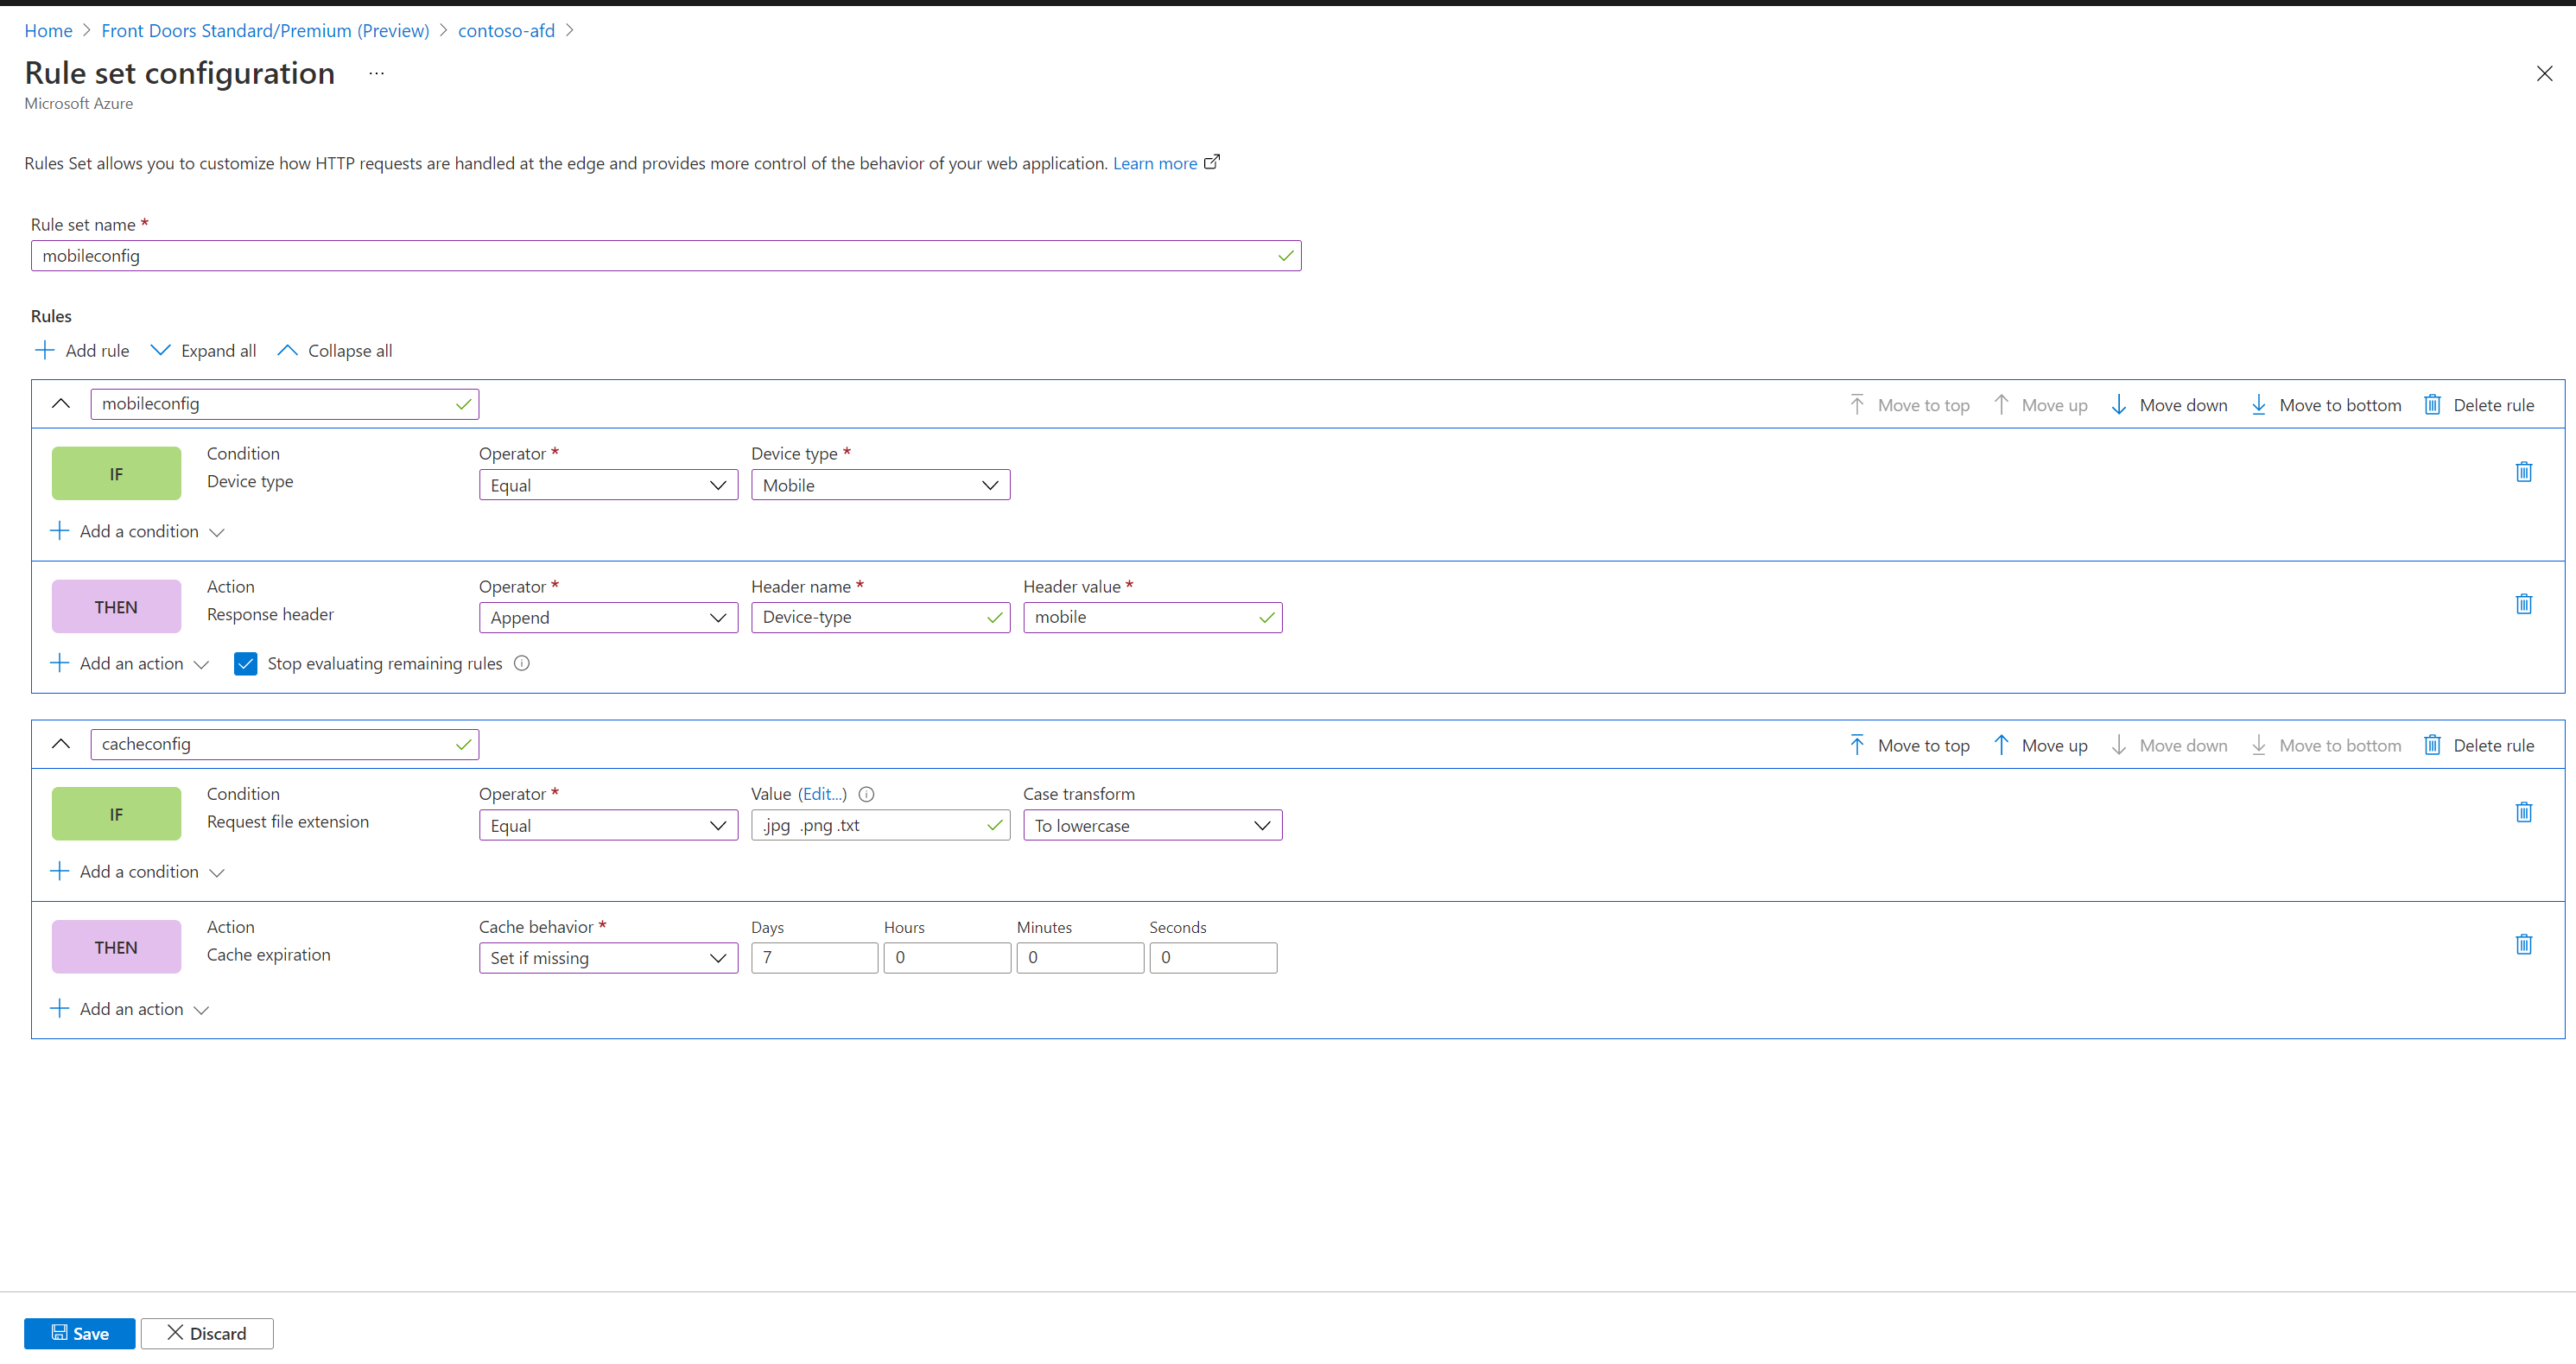 Home > Front Doors Standard/Premium (Preview) > contoso-afd >
Rule set configuration ...
Microsoft Azure
Rules Set allows you to customize how HTTP requests are handled at the edge and provides more control of the behavior of your web application. Learn more
Rule set name *
mobileconfig
Rules
Add rule Expand all Collapse all
mobileconfig Move to top Move up Move down Move to bottom Delete rule
Condition Operator * Device type *
IF Device type Equal Mobile
Add a condition
Action Operator * Header name * Header value *
THEN Response header Append Device-type mobile
Add an action Stop evaluating remaining rules
cacheconfig Move to top Move up Move down Move to bottom Delete rule
Condition Operator * Value (Edit...) Case transform
IF Request file extension Equal .jpg .png .txt To lowercase
Add a condition
Action Cache behavior * Days Hours Minutes Seconds
THEN Cache expiration Set if missing 7 0 0 0
Add an action
Save Discard